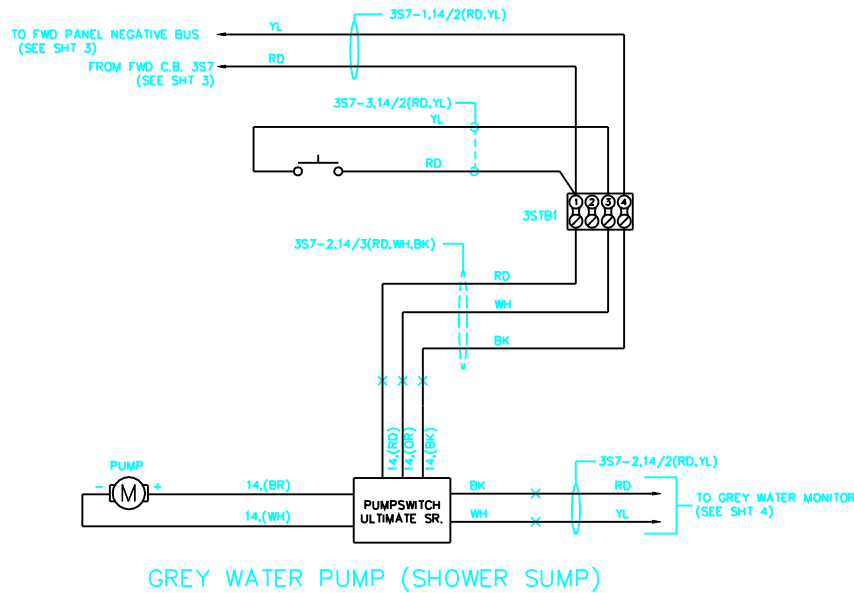 3S7-1,14/2(RD,YL)
TO FWD PANEL NEGATIVE BUS
(SEE SHT 3)
YL
FROM FWD C.B. 3S7
(SEE SHT 3)
RD
3S7-3,14/2(RD,YL)
YL
RD
1 2 3 4
3STB1
3S7-2,14/3(RD,WH,BK)
RD
WH
BK
14,(RD)
14,(OR)
14,(BK)
PUMP
- M +
14,(BR)
14,(WH)
PUMPSWITCH
ULTIMATE SR.
BK
WH
3S7-2,14/2(RD,YL)
RD
YL
TO GREY WATER MONITOR
(SEE SHT 4)
GREY WATER PUMP (SHOWER SUMP)